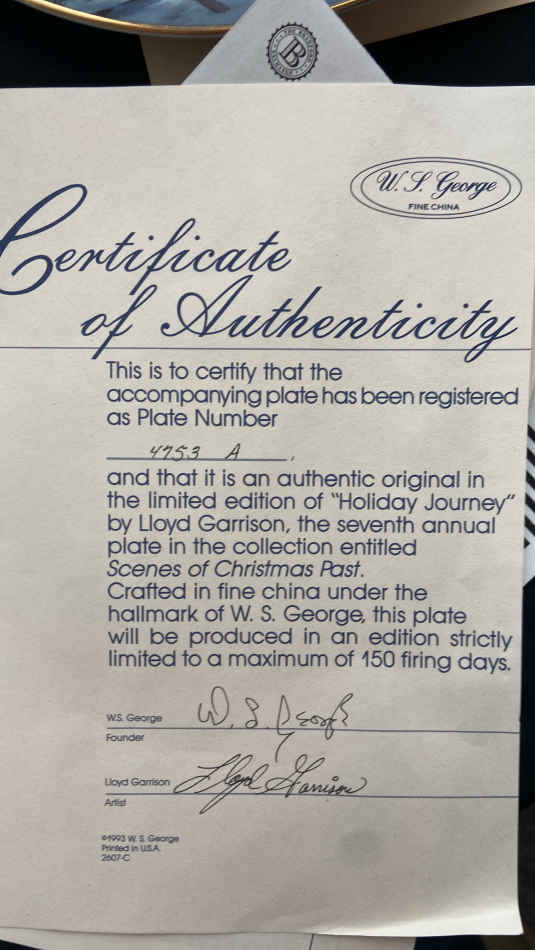 B
W. S. George
FINE CHINA
Certificate
of Authenticity
This is to certify that the
accompanying plate has been registered
as Plate Number
4753 A,
and that it is an authentic original in
the limited edition of "Holiday Journey"
by Lloyd Garrison, the seventh annual
plate in the collection entitled
Scenes of Christmas Past.
Crafted in fine china under the
hallmark of W. S. George, this plate
will be produced in an edition strictly
limited to a maximum of 150 firing days.
W.S. George W. S. George
Founder
Lloyd Garrison Lloyd Garrison
Artist
©1993 W. S. George
Printed in U.S.A.
2607-C